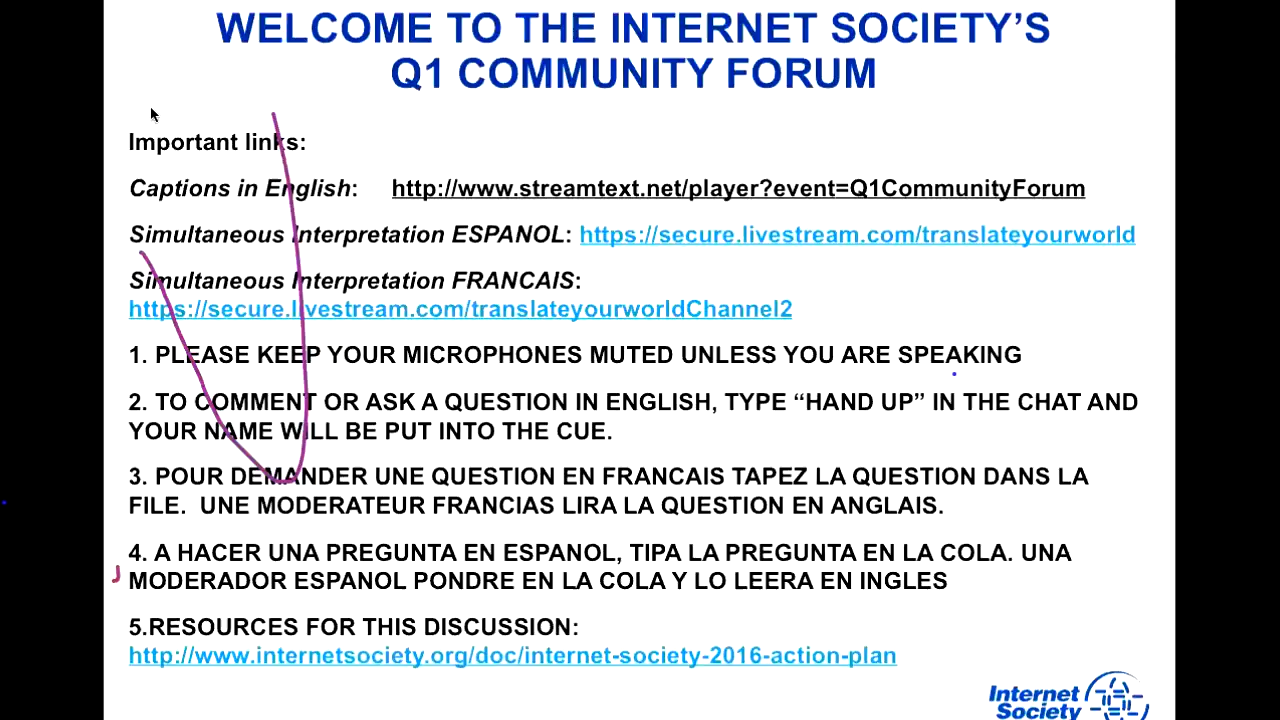 WELCOME TO THE INTERNET SOCIETY’S
Q1 COMMUNITY FORUM
Important links:
Captions in English: http://www.streamtext.net/player?event=Q1CommunityForum
Simultaneous Interpretation ESPANOL: https://secure.livestream.com/translateyourworld
Simultaneous Interpretation FRANCAIS:
https://secure.livestream.com/translateyourworldChannel2
1. PLEASE KEEP YOUR MICROPHONES MUTED UNLESS YOU ARE SPEAKING
2. TO COMMENT OR ASK A QUESTION IN ENGLISH, TYPE “HAND UP” IN THE CHAT AND
YOUR NAME WILL BE PUT INTO THE CUE.
3. POUR DEMANDER UNE QUESTION EN FRANCAIS TAPEZ LA QUESTION DANS LA
FILE. UNE MODERATEUR FRANCIAS LIRA LA QUESTION EN ANGLAIS.
4. A HACER UNA PREGUNTA EN ESPANOL, TIPA LA PREGUNTA EN LA COLA. UNA
MODERADOR ESPANOL PONDRE EN LA COLA Y LO LEERA EN INGLES
5.RESOURCES FOR THIS DISCUSSION:
http://www.internetsociety.org/doc/internet-society-2016-action-plan
Internet
Society